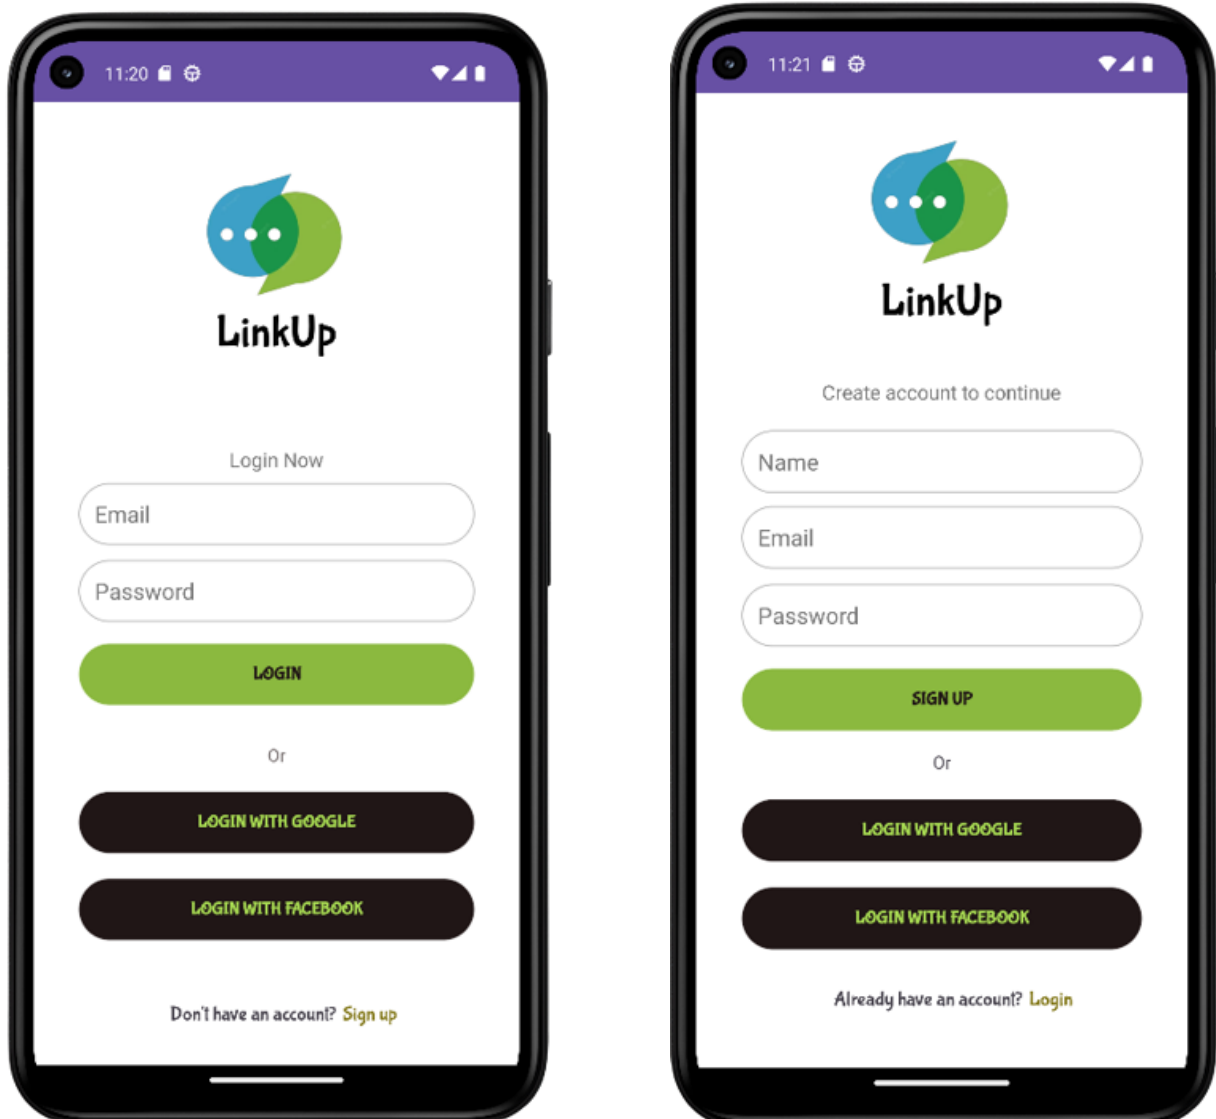 11:20
LinkUp
Login Now
Email
Password
LOGIN
Or
LOGIN WITH GOOGLE
LOGIN WITH FACEBOOK
Don't have an account? Sign up
11:21
LinkUp
Create account to continue
Name
Email
Password
SIGN UP
Or
LOGIN WITH GOOGLE
LOGIN WITH FACEBOOK
Already have an account? Login